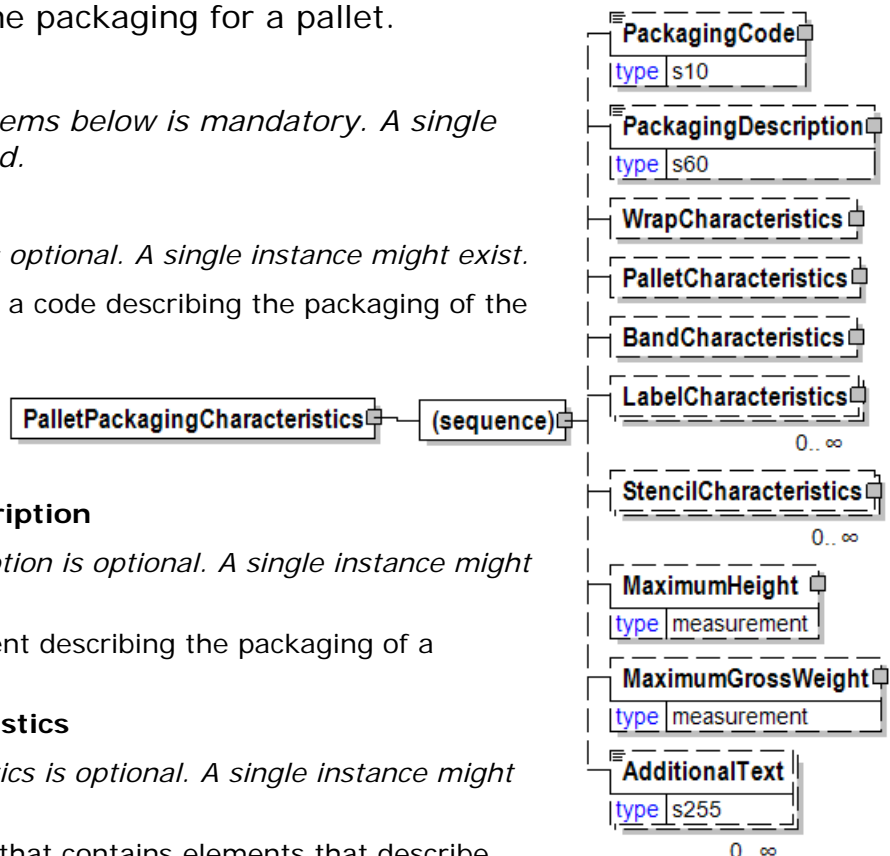 ne packaging for a pallet.
ems below is mandatory. A single
d.
optional. A single instance might exist.
a code describing the packaging of the
ription
tion is optional. A single instance might
ent describing the packaging of a
stics
ics is optional. A single instance might
that contains elements that describe
PalletPackagingCharacteristics
(sequence)
PackagingCode
type s10
PackagingDescription
type s60
WrapCharacteristics
PalletCharacteristics
BandCharacteristics
LabelCharacteristics
0.. ∞
StencilCharacteristics
0.. ∞
MaximumHeight
type measurement
MaximumGrossWeight
type measurement
AdditionalText
type s255
0.. ∞